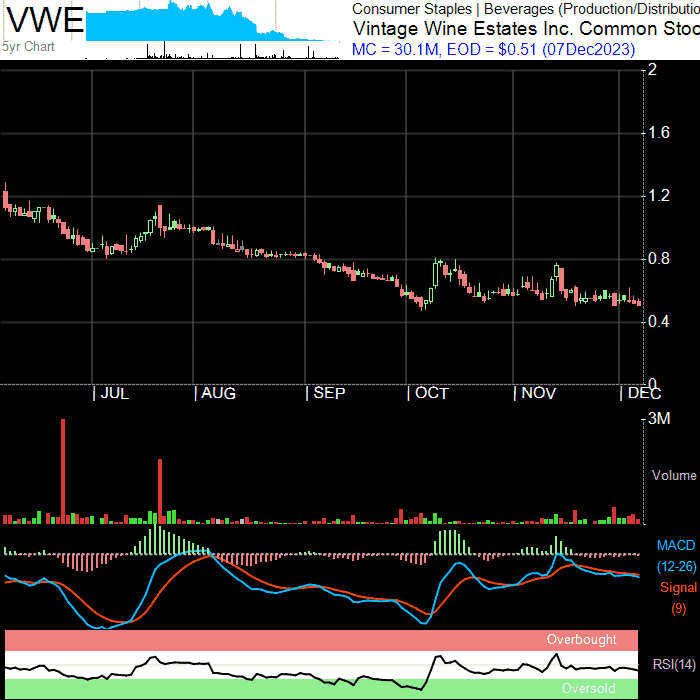 VWE
5yr Chart
Consumer Staples | Beverages (Production/Distributio
Vintage Wine Estates Inc. Common Stoc
MC = 30.1M, EOD = $0.51 (07Dec2023)
2
1.6
1.2
0.8
0.4
0
| JUL | AUG | SEP | OCT | NOV | DEC
3M
Volume
MACD
(12-26)
Signal
(9)
Overbought
RSI(14)
Oversold